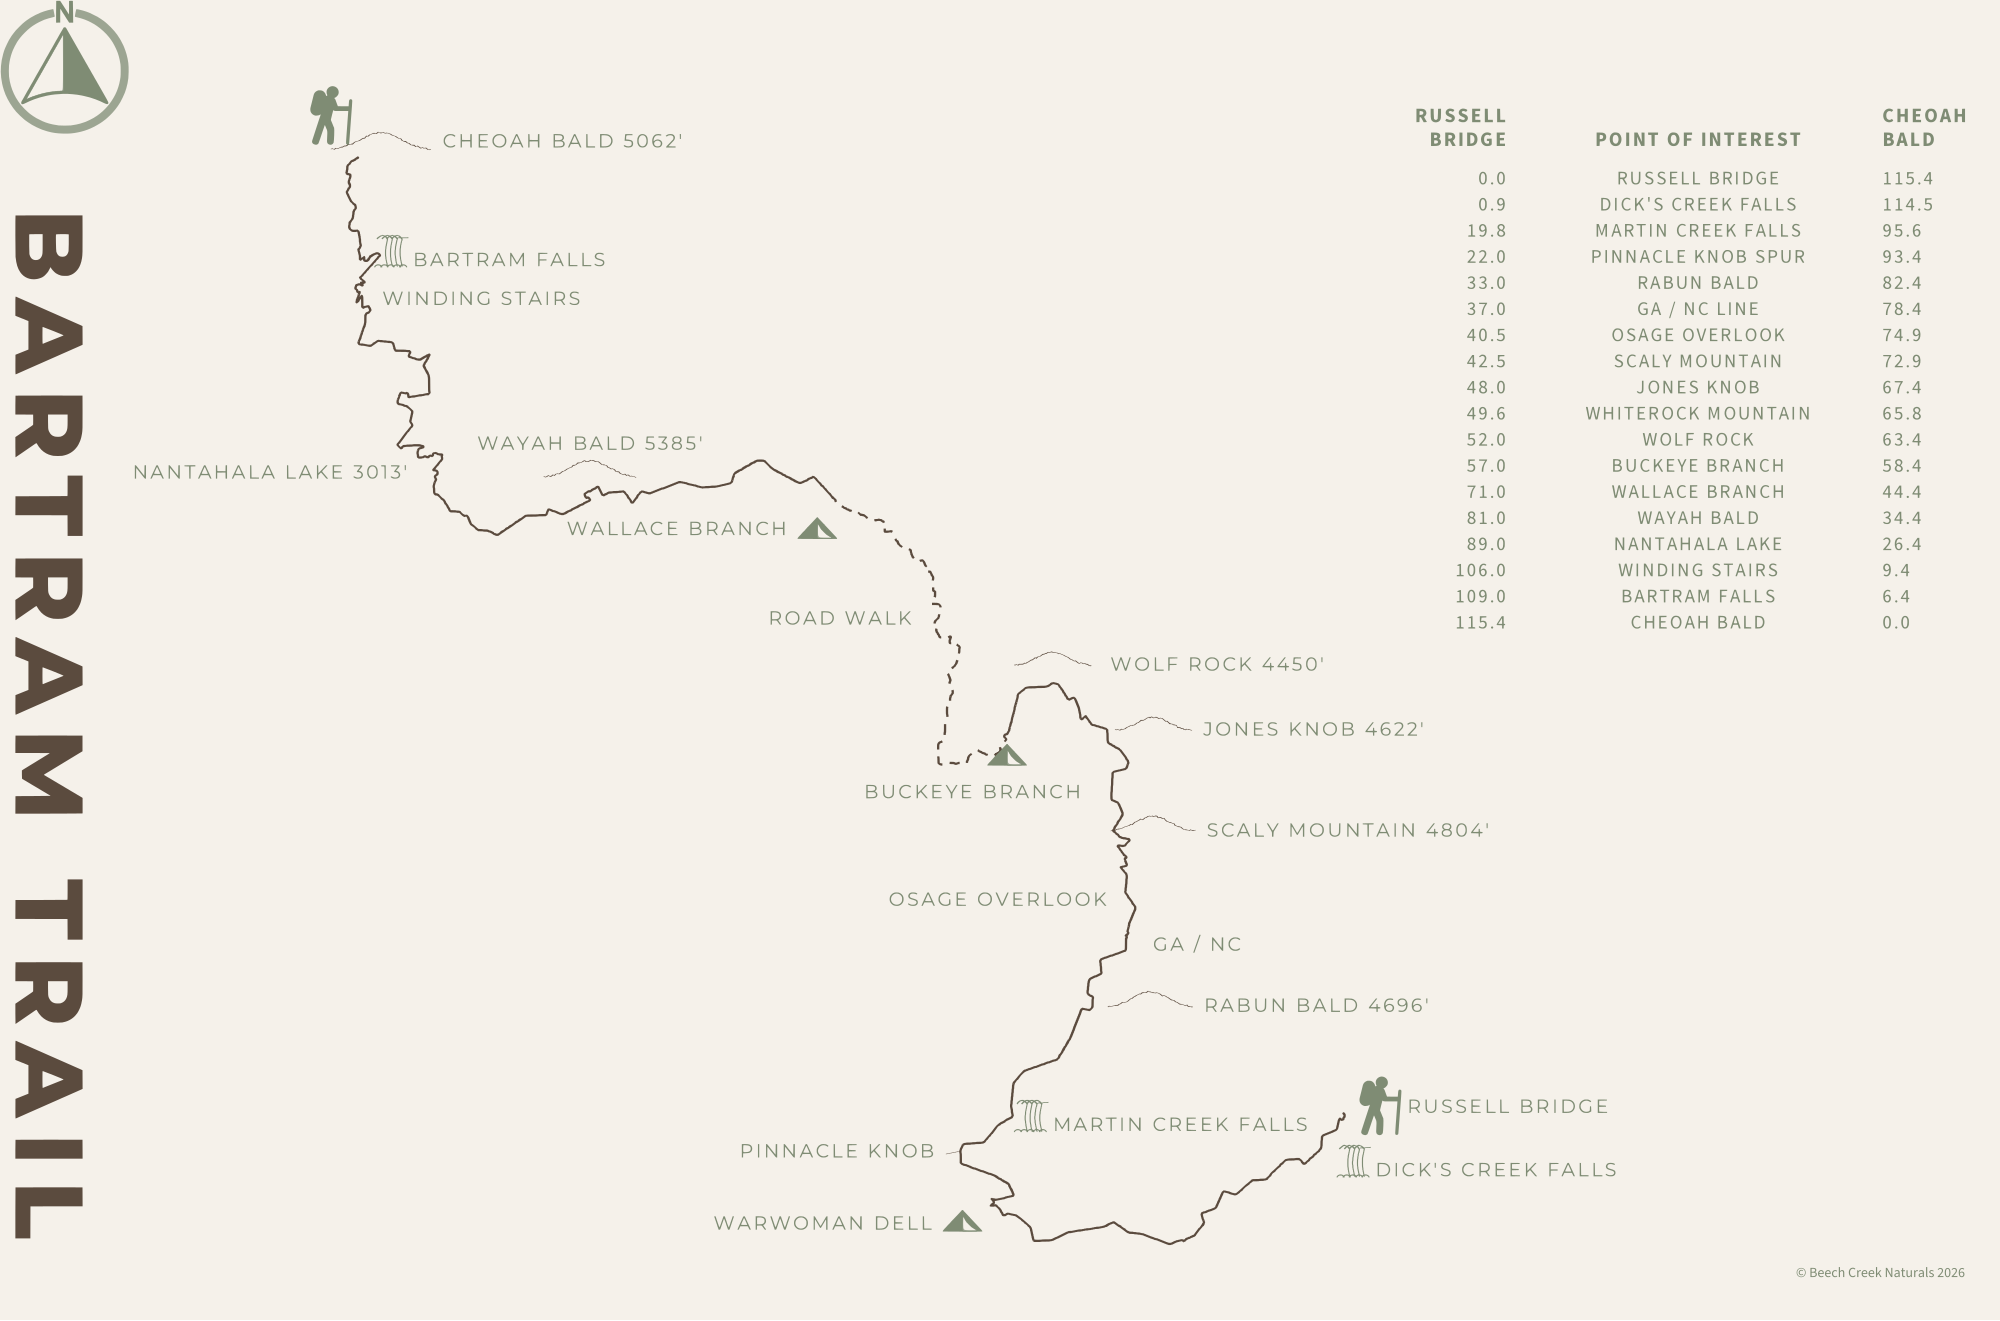 N
BARTRAM TRAIL
CHEOAH BALD 5062'
BARTRAM FALLS
WINDING STAIRS
WAYAH BALD 5385'
NANTAHALA LAKE 3013'
WALLACE BRANCH
ROAD WALK
WOLF ROCK 4450'
JONES KNOB 4622'
BUCKEYE BRANCH
SCALY MOUNTAIN 4804'
OSAGE OVERLOOK
GA / NC
RABUN BALD 4696'
RUSSELL BRIDGE
MARTIN CREEK FALLS
PINNACLE KNOB
DICK'S CREEK FALLS
WARWOMAN DELL
RUSSELL CHEOAH
BRIDGE POINT OF INTEREST BALD
0.0 RUSSELL BRIDGE 115.4
0.9 DICK'S CREEK FALLS 114.5
19.8 MARTIN CREEK FALLS 95.6
22.0 PINNACLE KNOB SPUR 93.4
33.0 RABUN BALD 82.4
37.0 GA / NC LINE 78.4
40.5 OSAGE OVERLOOK 74.9
42.5 SCALY MOUNTAIN 72.9
48.0 JONES KNOB 67.4
49.6 WHITEROCK MOUNTAIN 65.8
52.0 WOLF ROCK 63.4
57.0 BUCKEYE BRANCH 58.4
71.0 WALLACE BRANCH 44.4
81.0 WAYAH BALD 34.4
89.0 NANTAHALA LAKE 26.4
106.0 WINDING STAIRS 9.4
109.0 BARTRAM FALLS 6.4
115.4 CHEOAH BALD 0.0
© Beech Creek Naturals 2026